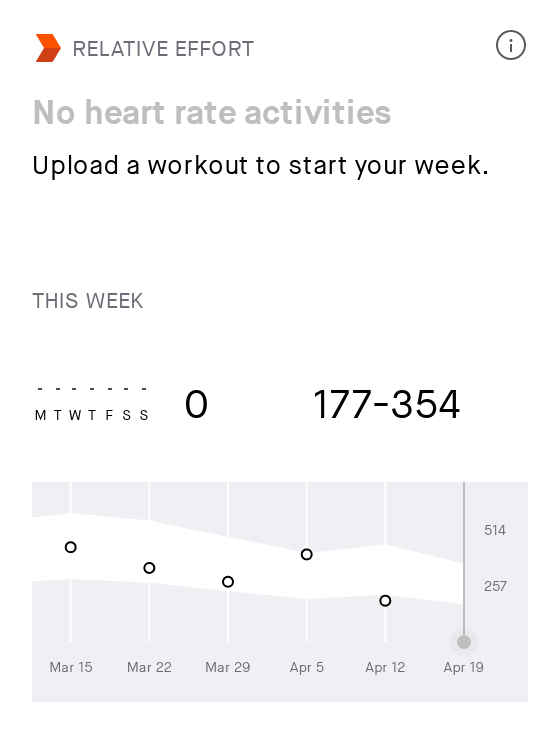 RELATIVE EFFORT
No heart rate activities
Upload a workout to start your week.
THIS WEEK
- - - - - - -
M T W T F S S
0
177-354
514
257
Mar 15 Mar 22 Mar 29 Apr 5 Apr 12 Apr 19